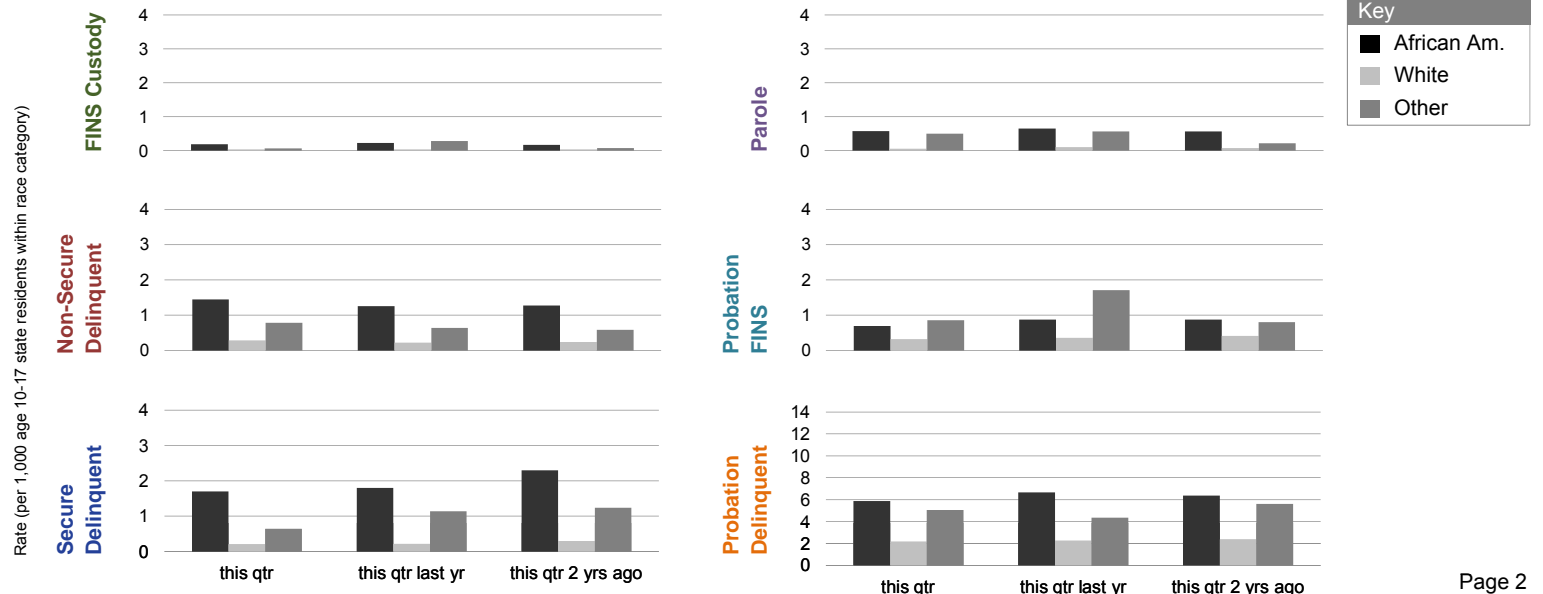 Rate (per 1,000 age 10-17 state residents within race category)
FINS Custody
4
3
2
1
0
Parole
4
3
2
1
0
Key
African Am.
White
Other
Non-Secure
Delinquent
4
3
2
1
0
Probation
FINS
4
3
2
1
0
Secure
Delinquent
4
3
2
1
0
this qtr
this qtr last yr
this qtr 2 yrs ago
Probation
Delinquent
14
12
10
8
6
4
2
0
this qtr
this qtr last yr
this qtr 2 yrs ago
Page 2